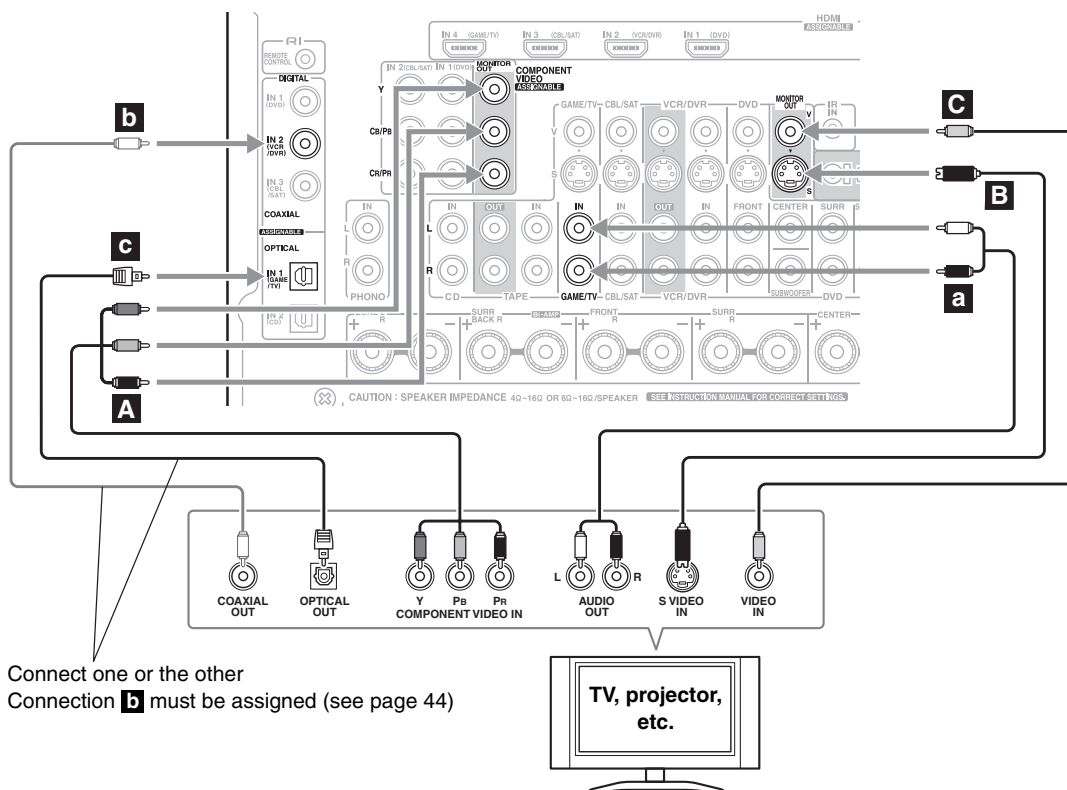 HDMI
ASSIGNABLE
IN 4 (GAME/TV)
IN 3 (CBL/SAT)
IN 2 (VCR/DVR)
IN 1 (DVD)
RI
REMOTE
CONTROL
DIGITAL
IN 1
(DVD)
IN 2
(VCR
/DVR)
IN 3
(CBL
/SAT)
COAXIAL
ASSIGNABLE
OPTICAL
IN 1
(GAME
/TV)
IN 2
(CD)
IN 2(CBL/SAT)
IN 1(DVD)
MONITOR
OUT
COMPONENT
VIDEO
ASSIGNABLE
Y
CB/PB
CR/PR
GAME/TV
CBL/SAT
VCR/DVR
DVD
MONITOR
OUT
IR
IN
V
V
S
S
IN
IN
OUT
IN
IN
IN
OUT
IN
FRONT
CENTER
SURR
L
L
R
R
PHONO
CD
TAPE
GAME/TV
CBL/SAT
VCR/DVR
SUBWOOFER
DVD
R
SURR
BACK R
BI-AMP
FRONT
R
SURR
R
CENTER
+
−
+
−
+
−
+
−
+
CAUTION : SPEAKER IMPEDANCE 4Ω~16Ω OR 6Ω~16Ω/SPEAKER
SEE INSTRUCTION MANUAL FOR CORRECT SETTINGS.
b
c
A
C
B
a
COAXIAL
OUT
OPTICAL
OUT
Y
PB
PR
COMPONENT VIDEO IN
L
R
AUDIO
OUT
S VIDEO
IN
VIDEO
IN
Connect one or the other
Connection b must be assigned (see page 44)
TV, projector,
etc.